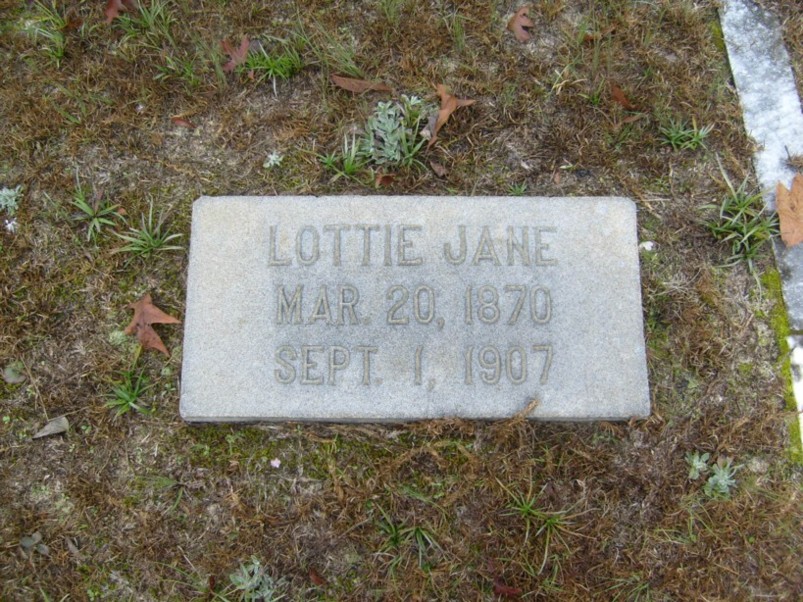 LOTTIE JANE
MAR. 20, 1870
SEPT. 1, 1907